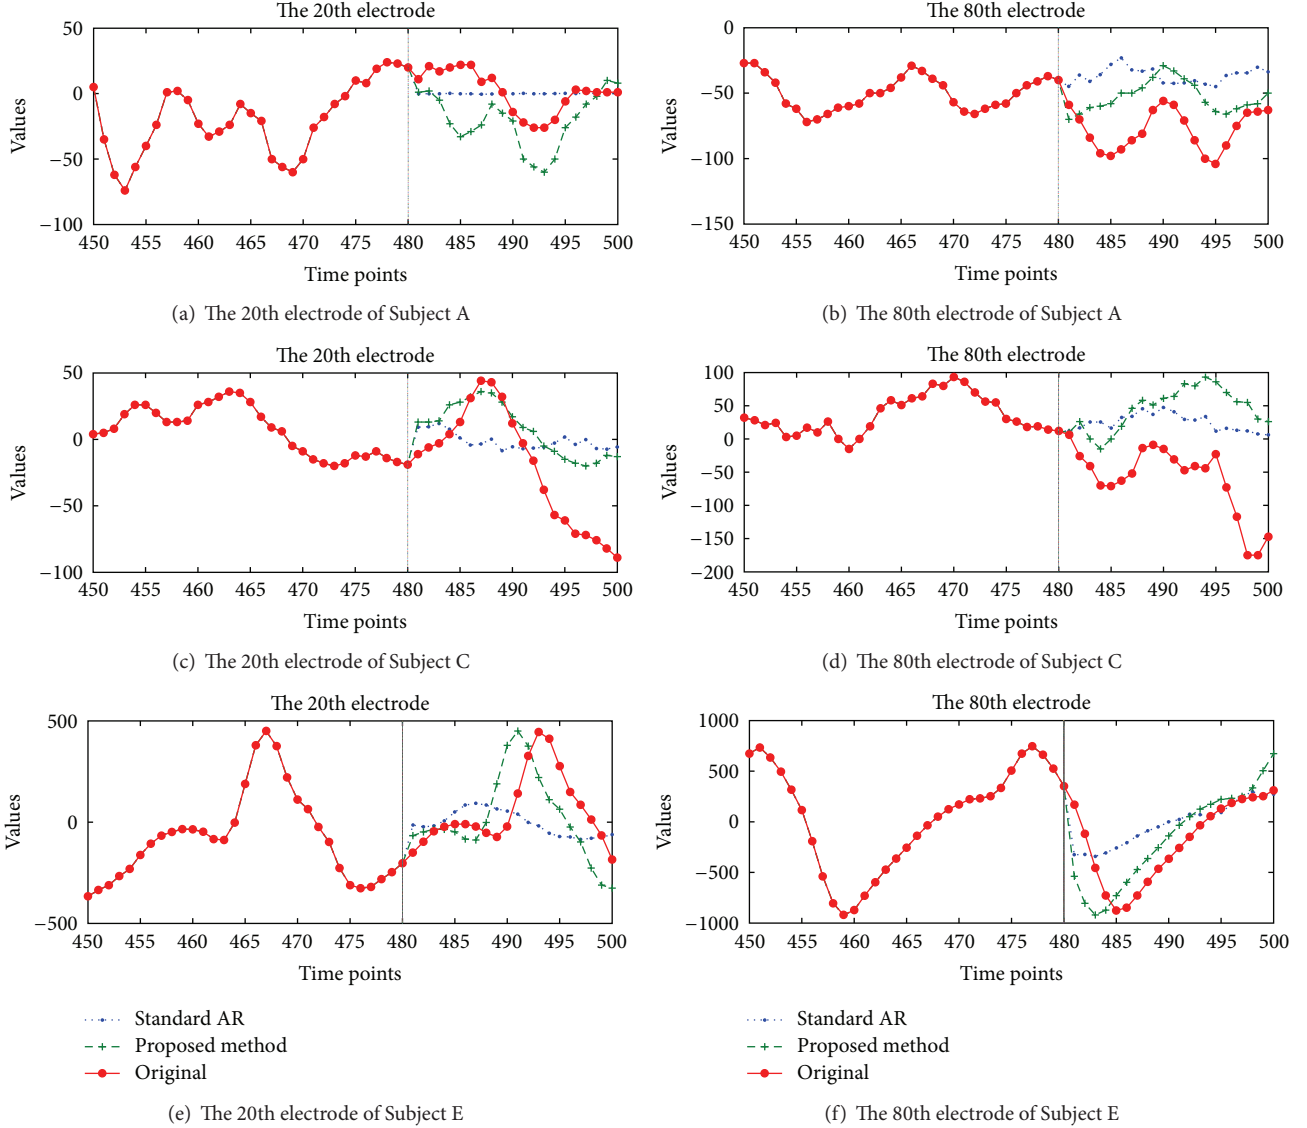 The 20th electrode
50
0
−50
−100
Values
450 455 460 465 470 475 480 485 490 495 500
Time points
(a) The 20th electrode of Subject A
The 80th electrode
0
−50
−100
−150
Values
450 455 460 465 470 475 480 485 490 495 500
Time points
(b) The 80th electrode of Subject A
The 20th electrode
50
0
−50
−100
Values
450 455 460 465 470 475 480 485 490 495 500
Time points
(c) The 20th electrode of Subject C
The 80th electrode
100
50
0
−50
−100
−150
−200
Values
450 455 460 465 470 475 480 485 490 495 500
Time points
(d) The 80th electrode of Subject C
The 20th electrode
500
0
−500
Values
450 455 460 465 470 475 480 485 490 495 500
Time points
Standard AR
Proposed method
Original
(e) The 20th electrode of Subject E
The 80th electrode
1000
500
0
−500
−1000
Values
450 455 460 465 470 475 480 485 490 495 500
Time points
Standard AR
Proposed method
Original
(f) The 80th electrode of Subject E